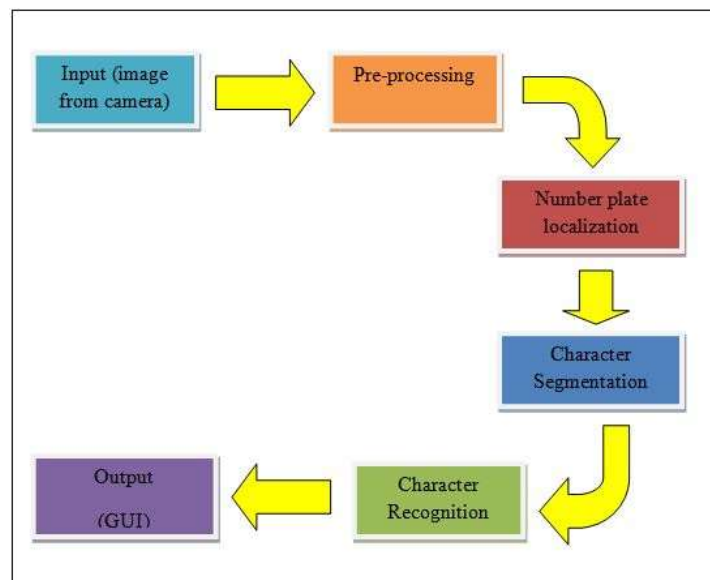 Input (image
from camera)
Pre-processing
Number plate
localization
Character
Segmentation
Character
Recognition
Output
(GUI)